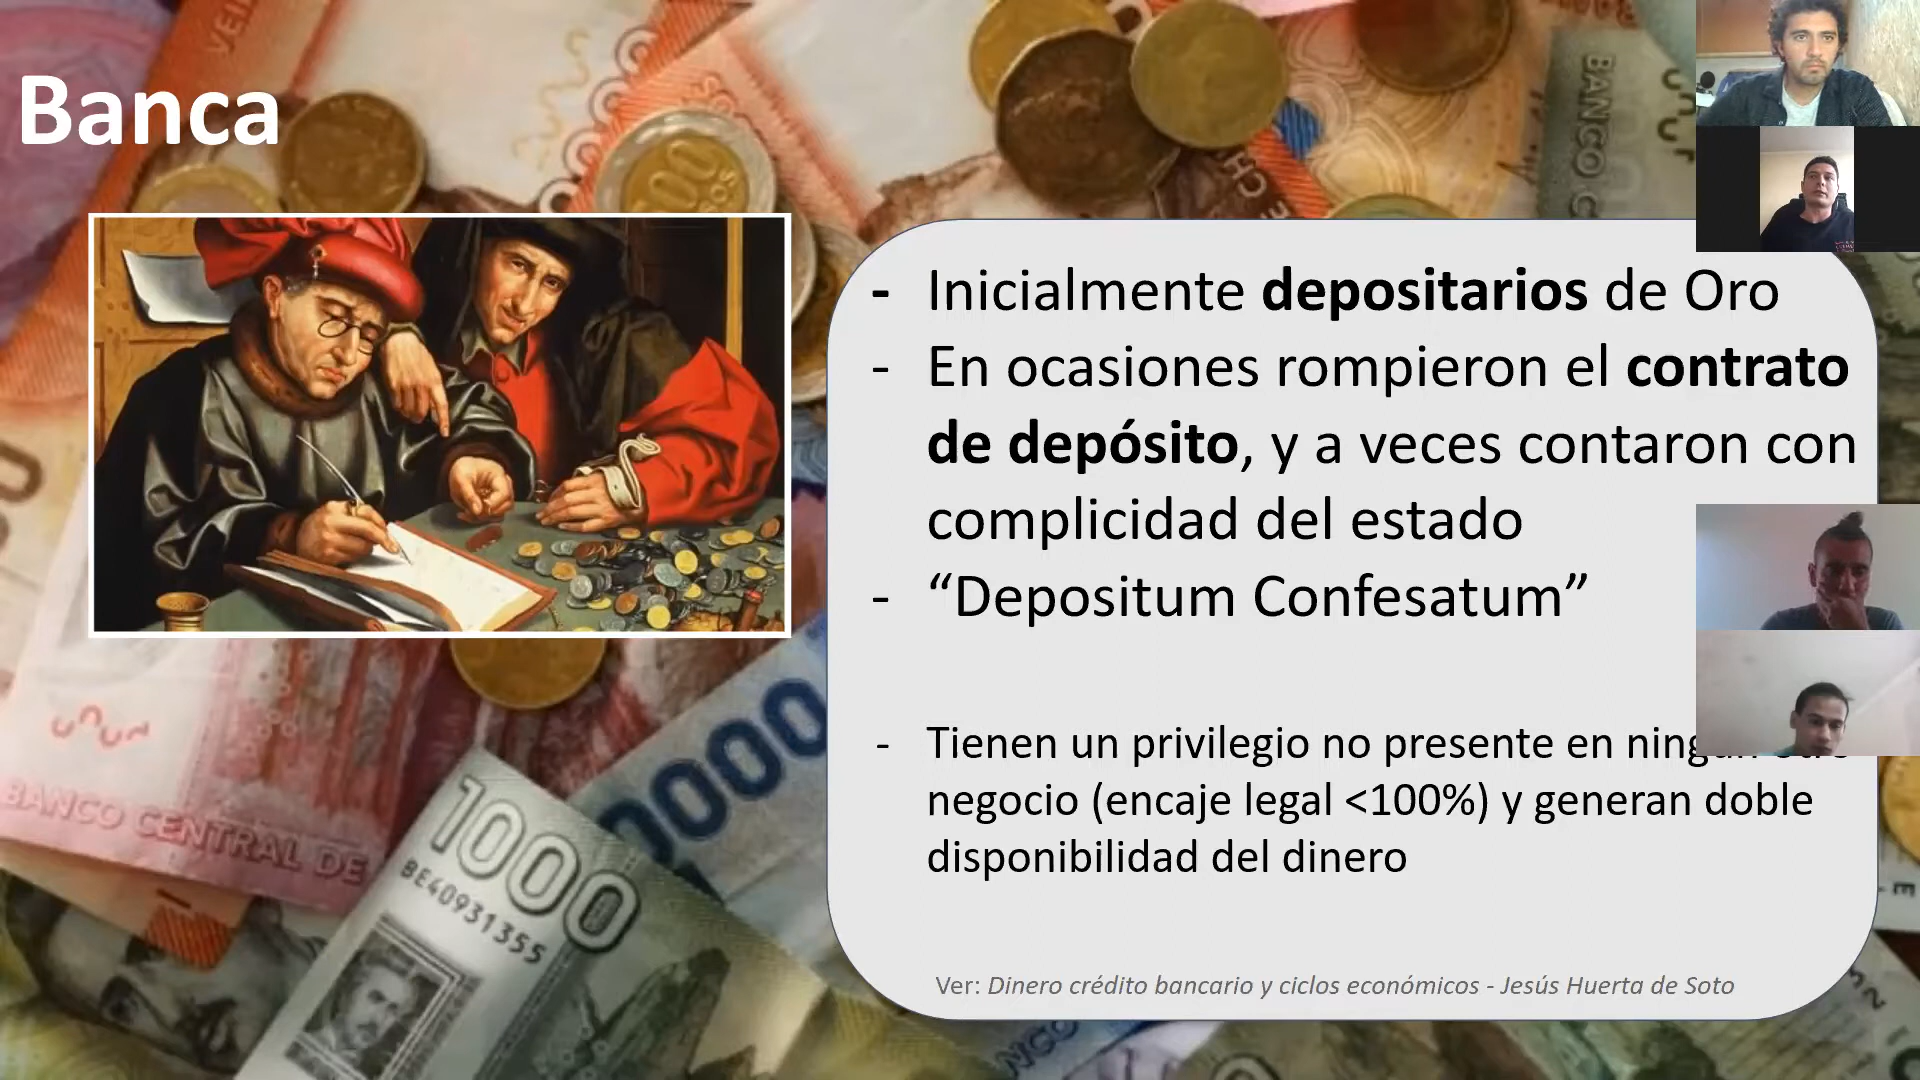 Banca
- Inicialmente depositarios de Oro
- En ocasiones rompieron el contrato
de depósito, y a veces contaron con
complicidad del estado
- “Depositum Confesatum”
- Tienen un privilegio no presente en
negocio (encaje legal <100%) y generan doble
disponibilidad del dinero
Ver: Dinero crédito bancario y ciclos económicos - Jesús Huerta de Soto
BANCO CENTRAL DE
1000
BE40931355
0000
BANCO